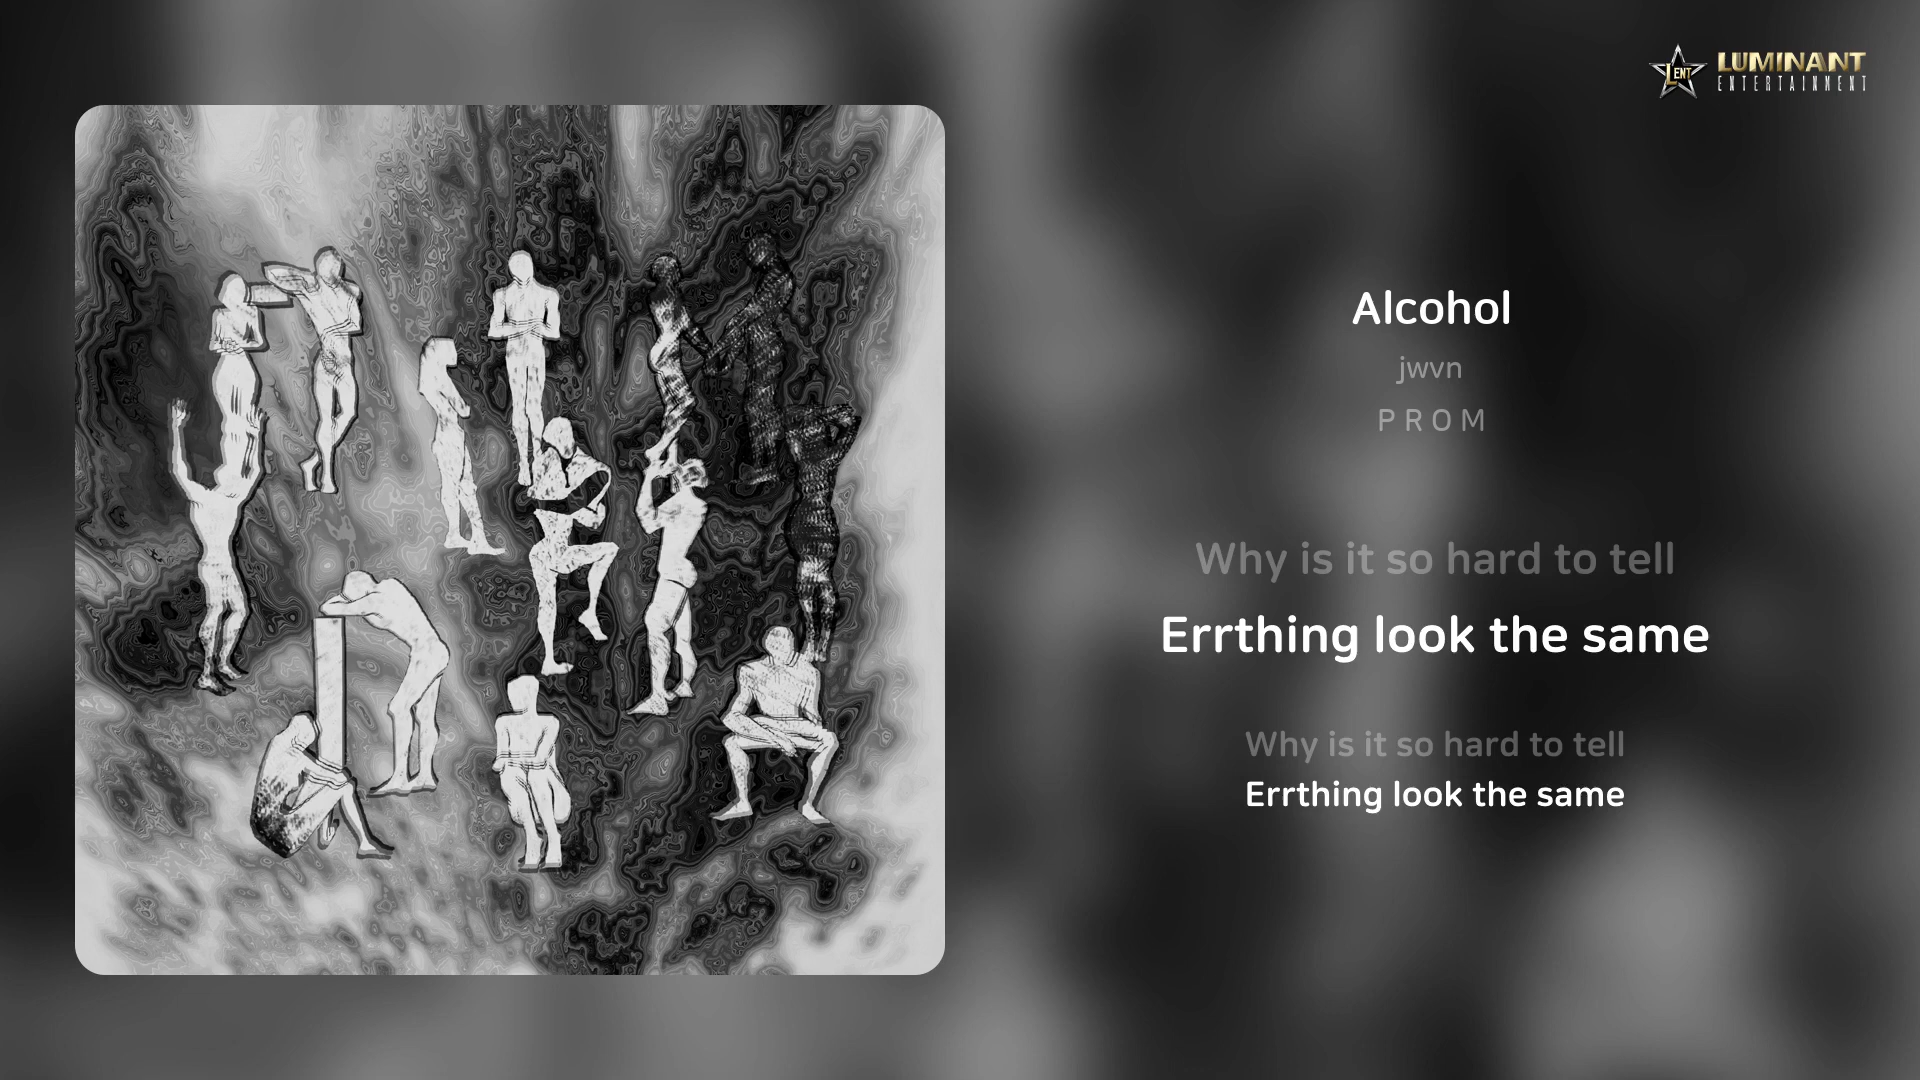 LENT
LUMINANT
ENTERTAINMENT
Alcohol
jwvn
PROM
Why is it so hard to tell
Errthing look the same
Why is it so hard to tell
Errthing look the same